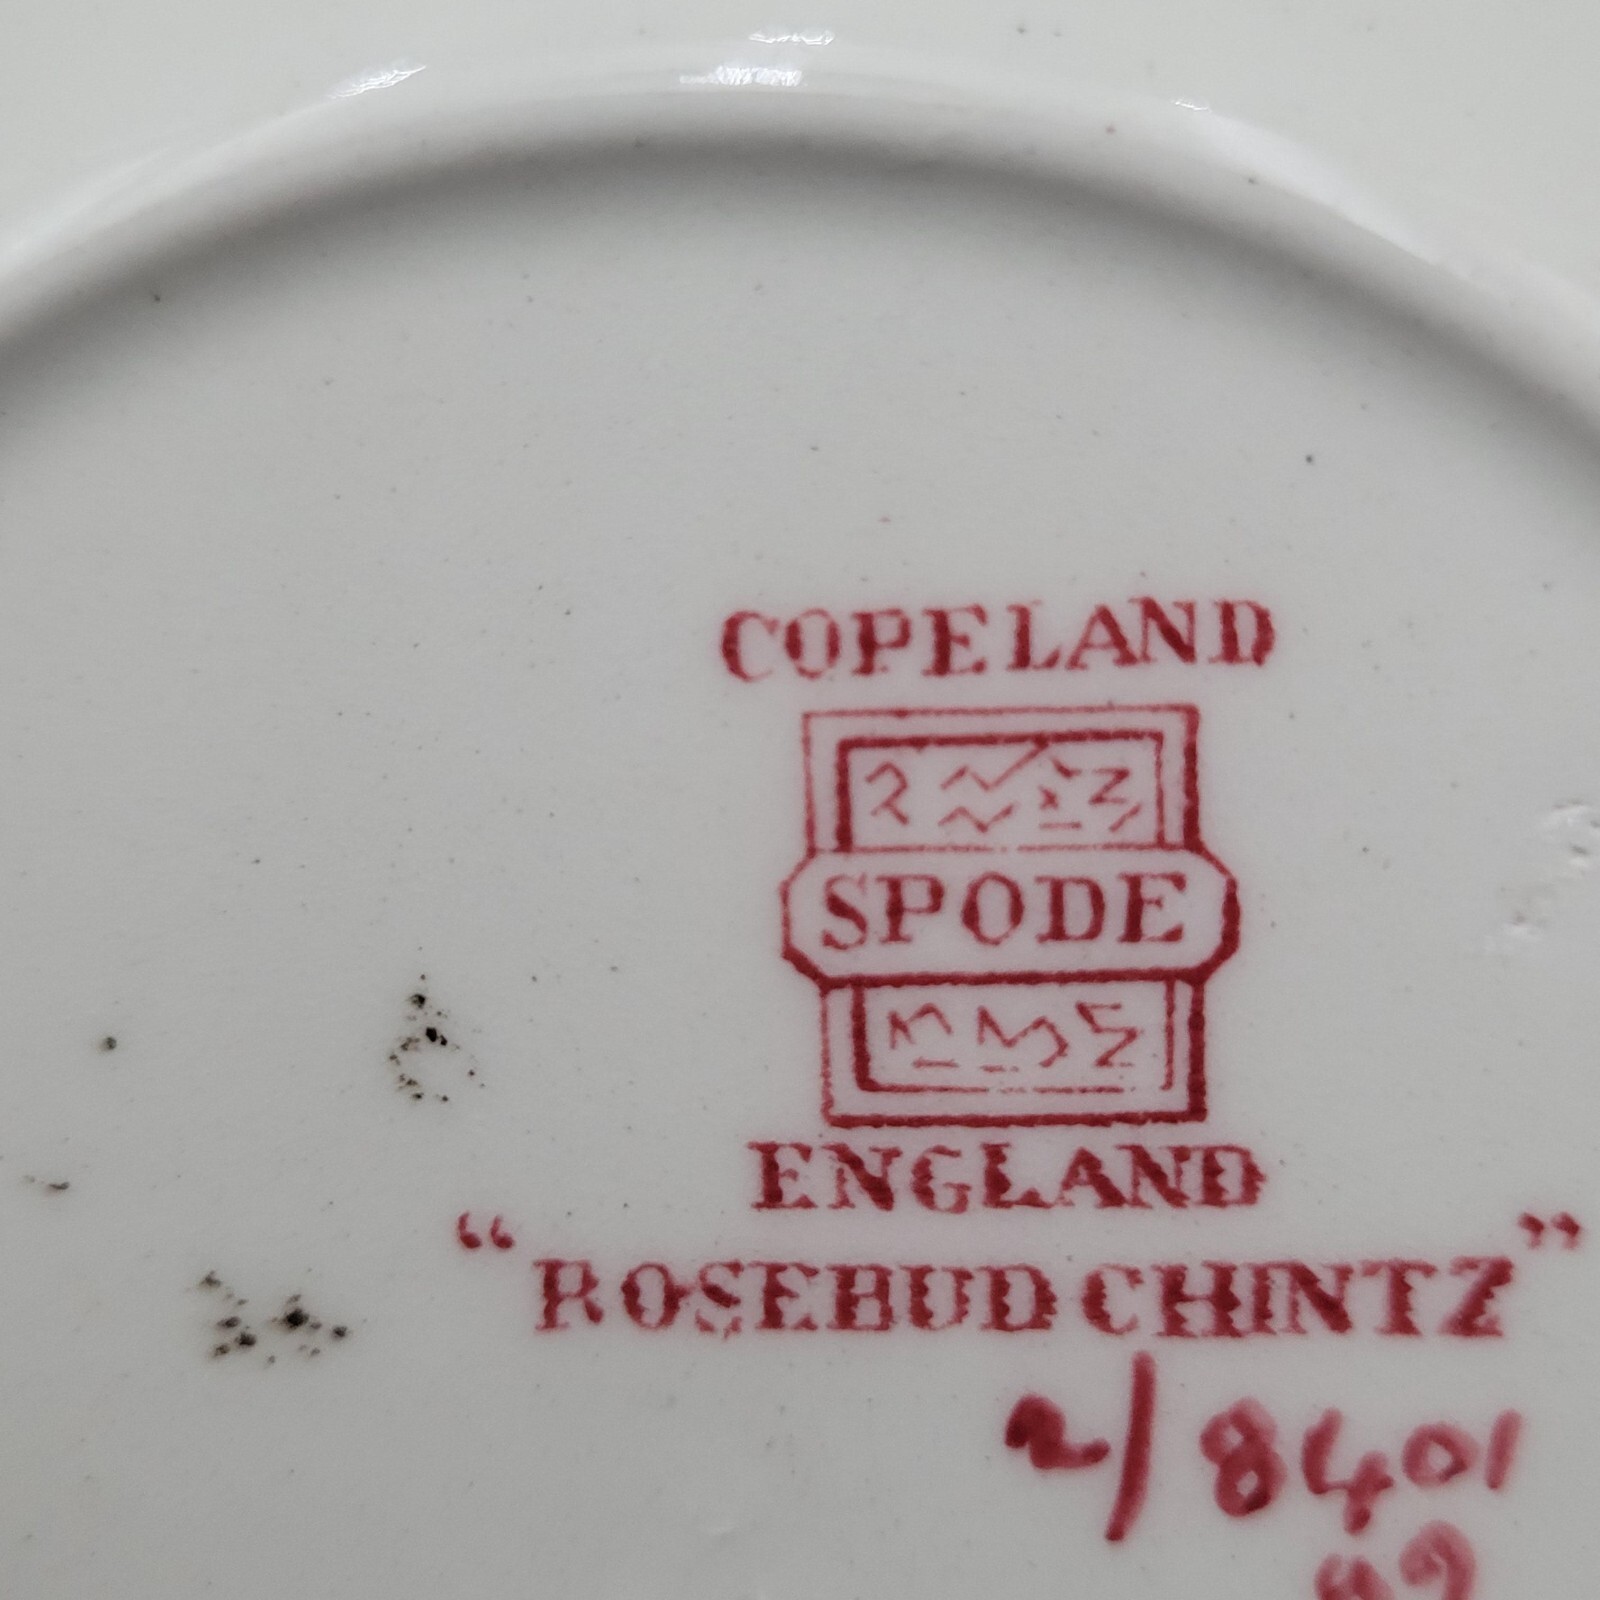 COPELAND
SPODE
ENGLAND
"ROSEBUD CHINTZ"
2/8401